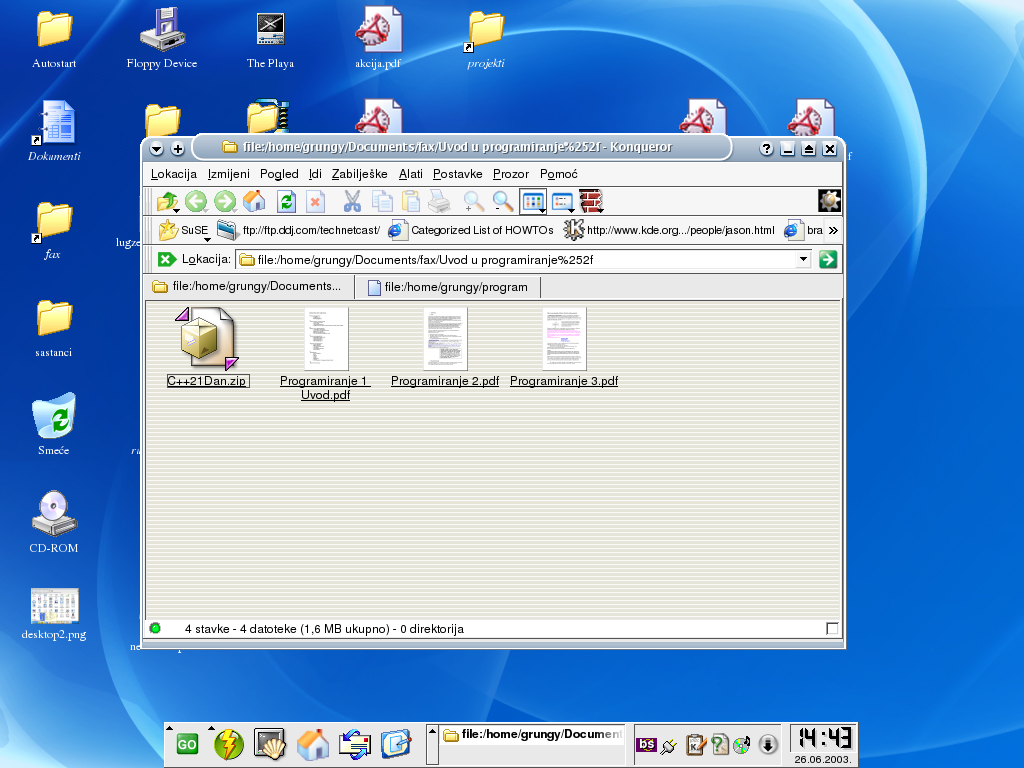 Autostart
Floppy Device
The Playa
akcija.pdf
projekti
Dokumenti
fax
lugze
sastanci
Smeće
CD-ROM
desktop2.png
file:/home/grungy/Documents/fax/Uvod u programiranje%252f - Konqueror
Lokacija Izmijeni Pogled Idi Zabilješke Alati Postavke Prozor Pomoć
SuSE ftp://ftp.ddj.com/technetcast/ Categorized List of HOWTOs http://www.kde.org.../people/jason.html bra »
Lokacija: file:/home/grungy/Documents/fax/Uvod u programiranje%252f
file:/home/grungy/Documents... file:/home/grungy/program
C++21Dan.zip
Programiranje 1
Uvod.pdf
Programiranje 2.pdf
Programiranje 3.pdf
4 stavke - 4 datoteke (1,6 MB ukupno) - 0 direktorija
GO
file:/home/grungy/Documen
bs
14:43
26.06.2003.